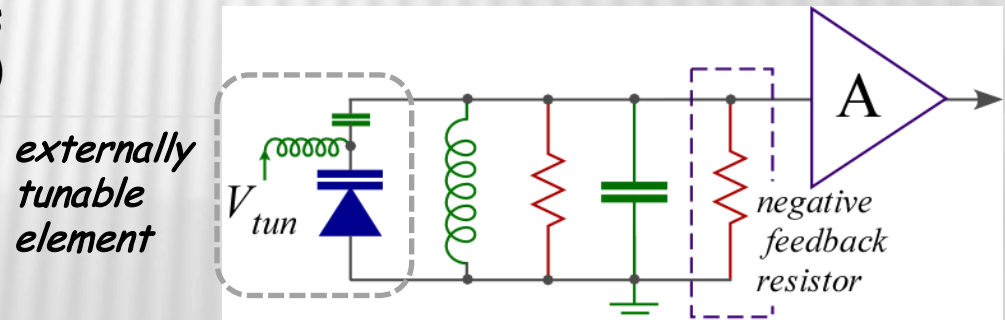 externally
tunable
element
V tun
A
negative
feedback
resistor